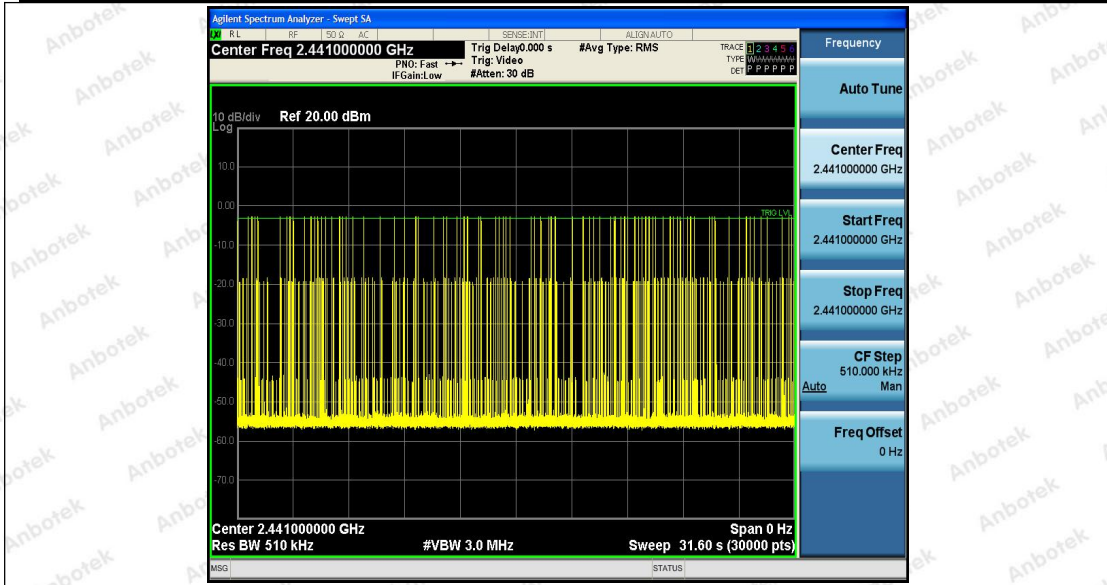 Agilent Spectrum Analyzer - Swept SA
LXI RL RF 50 Ω AC SENSE:INT ALIGNAUTO
Center Freq 2.441000000 GHz
PNO: Fast
IFGain:Low
Trig Delay0.000 s
Trig: Video
#Atten: 30 dB
#Avg Type: RMS
TRACE 1 2 3 4 5 6
TYPE WWWWWW
DET P P P P P P
10 dB/div
Log
Ref 20.00 dBm
10.0
0.00
-10.0
-20.0
-30.0
-40.0
-50.0
-60.0
-70.0
TRIG LVL
Center 2.441000000 GHz
Span 0 Hz
Res BW 510 kHz
#VBW 3.0 MHz
Sweep 31.60 s (30000 pts)
MSG
STATUS
Frequency
Auto Tune
Center Freq
2.441000000 GHz
Start Freq
2.441000000 GHz
Stop Freq
2.441000000 GHz
CF Step
510.000 kHz
Auto Man
Freq Offset
0 Hz
Anbotek